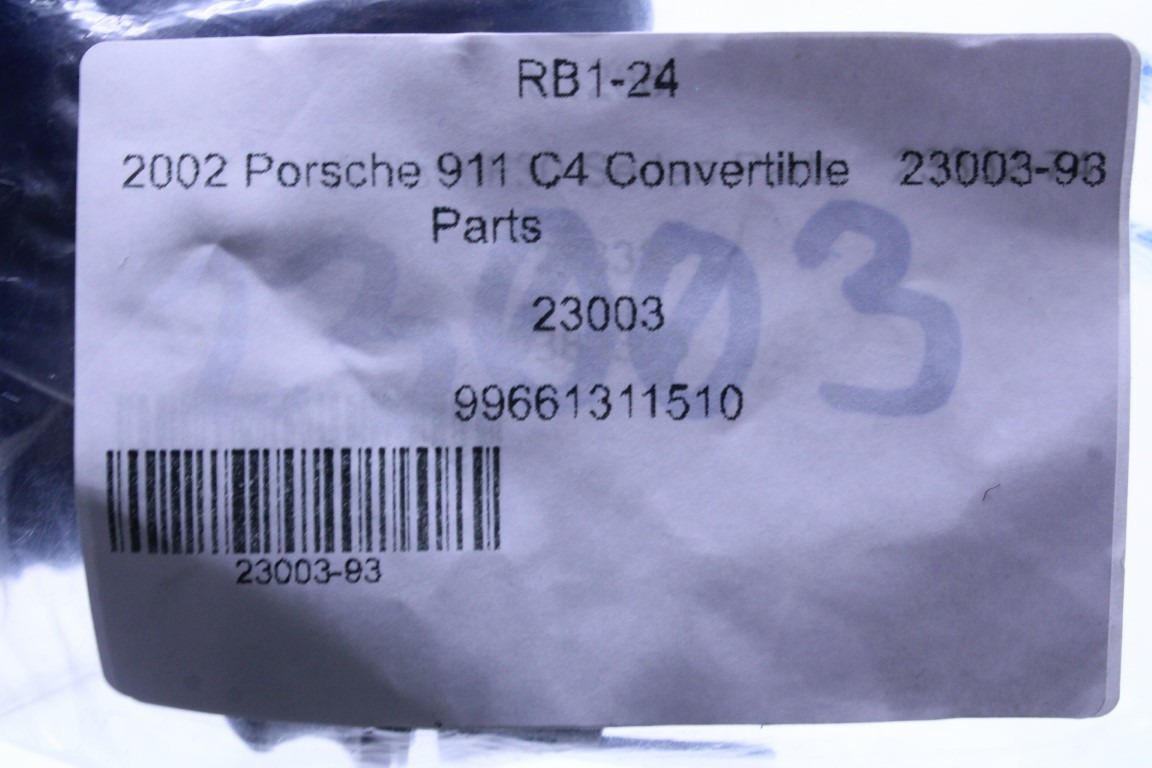 RB1-24
2002 Porsche 911 C4 Convertible 23003-93
Parts
23003
99661311510
23003-93
23003